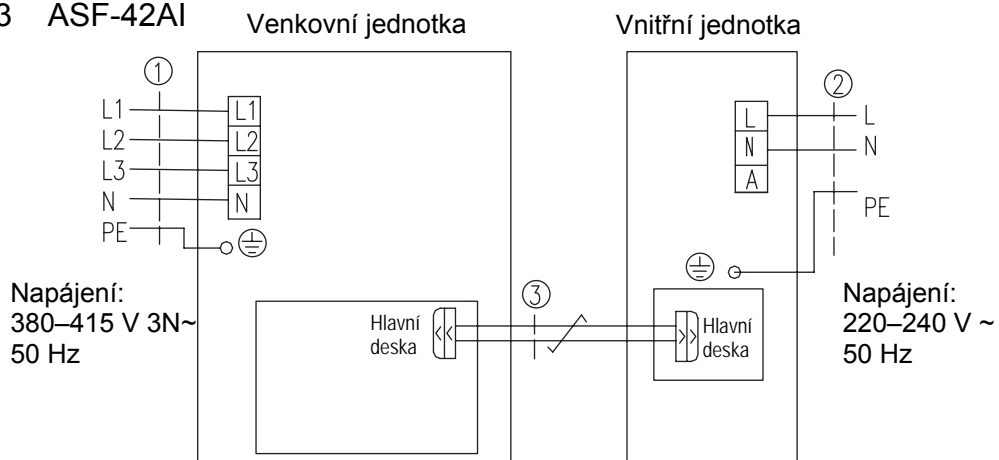 3 ASF-42AI
Venkovní jednotka
Vnitřní jednotka
1
2
L1
L1
L2
L2
L3
L3
N
N
PE
L
L
N
N
A
PE
Napájení:
380–415 V 3N~
50 Hz
Hlavní
deska
3
Hlavní
deska
Napájení:
220–240 V ~
50 Hz